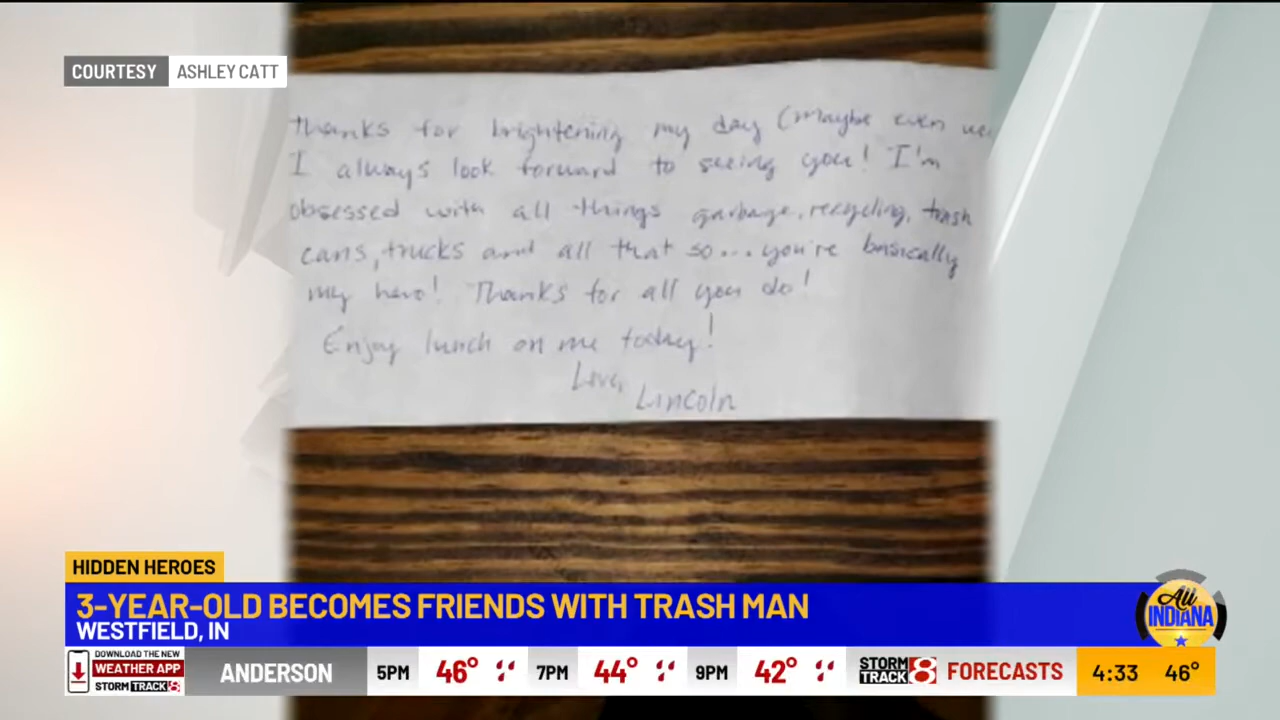 COURTESY ASHLEY CATT
Thanks for brightening my day (Maybe even
I always look forward to seeing you! I'm
obsessed with all things garbage, recycling, trash
cans, trucks and all that so... you're basically
my hero! Thanks for all you do!
Enjoy lunch on me today!
Love,
Lincoln
HIDDEN HEROES
3-YEAR-OLD BECOMES FRIENDS WITH TRASH MAN
WESTFIELD, IN
All
INDIANA
DOWNLOAD THE NEW
WEATHER APP
STORM TRACK 8
ANDERSON 5PM 46° 7PM 44° 9PM 42°
STORM
TRACK 8
FORECASTS 4:33 46°